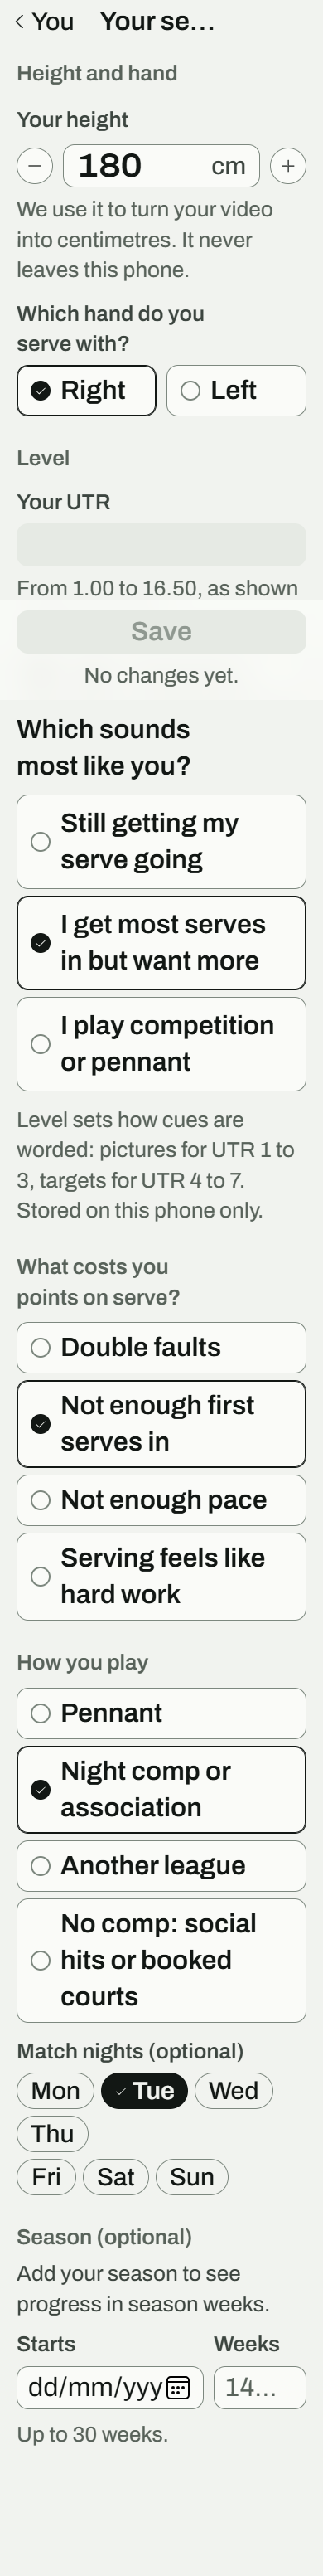 You Your se...
Height and hand
Your height
180 cm
We use it to turn your video
into centimetres. It never
leaves this phone.
Which hand do you
serve with?
Right Left
Level
Your UTR
From 1.00 to 16.50, as shown
Save
No changes yet.
Which sounds
most like you?
Still getting my
serve going
I get most serves
in but want more
I play competition
or pennant
Level sets how cues are
worded: pictures for UTR 1 to
3, targets for UTR 4 to 7.
Stored on this phone only.
What costs you
points on serve?
Double faults
Not enough first
serves in
Not enough pace
Serving feels like
hard work
How you play
Pennant
Night comp or
association
Another league
No comp: social
hits or booked
courts
Match nights (optional)
Mon Tue Wed
Thu
Fri Sat Sun
Season (optional)
Add your season to see
progress in season weeks.
Starts Weeks
dd/mm/yyy 14...
Up to 30 weeks.